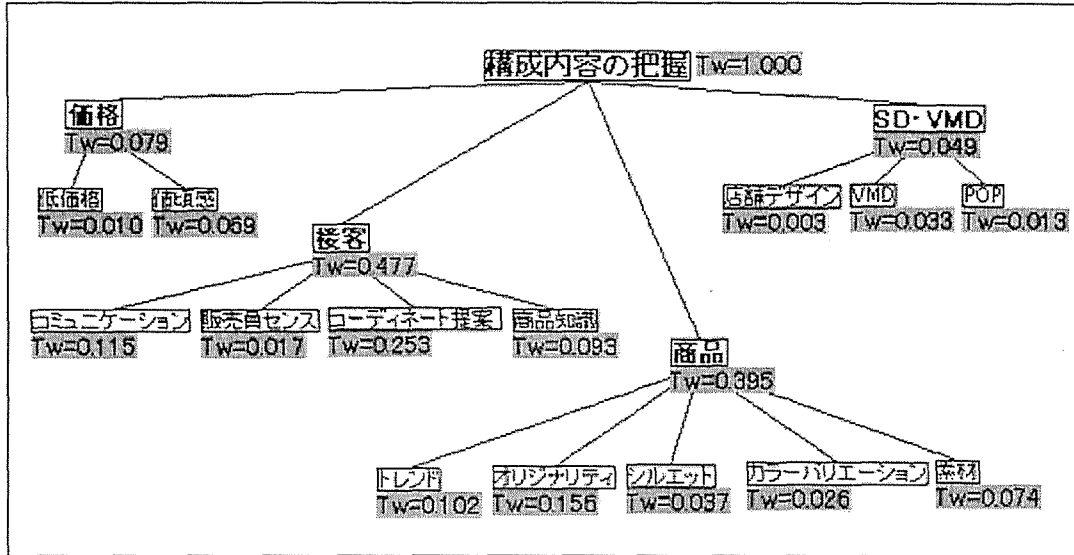 構成内容の把握 Tw=1.000
価格
Tw=0.079
SD・VMD
Tw=0.049
低価格
Tw=0.010
値頃感
Tw=0.069
店舗デザイン
Tw=0.003
VMD
Tw=0.033
POP
Tw=0.013
接客
Tw=0.477
コミュニケーション
Tw=0.115
販売員センス
Tw=0.017
コーディネート提案
Tw=0.253
商品知識
Tw=0.093
商品
Tw=0.395
トレンド
Tw=0.102
オリジナリティ
Tw=0.156
シルエット
Tw=0.037
カラーバリエーション
Tw=0.026
素材
Tw=0.074